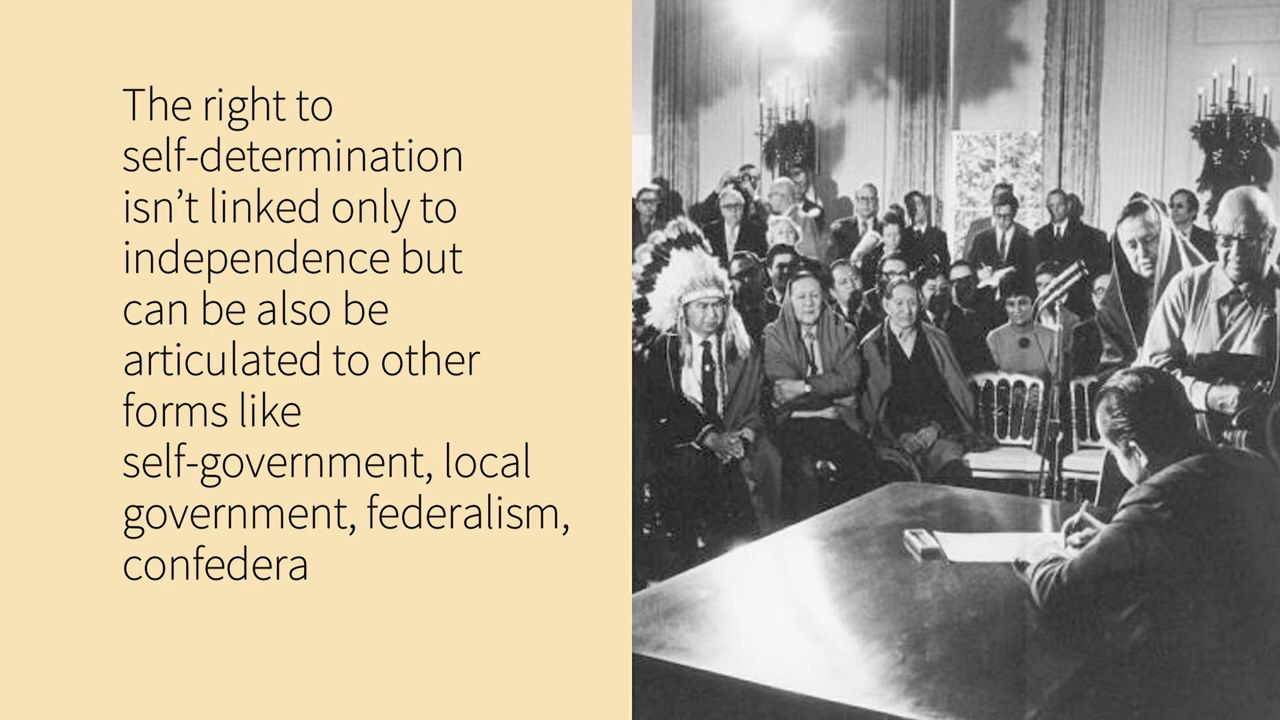 The right to
self-determination
isn’t linked only to
independence but
can be also be
articulated to other
forms like
self-government, local
government, federalism,
confedera